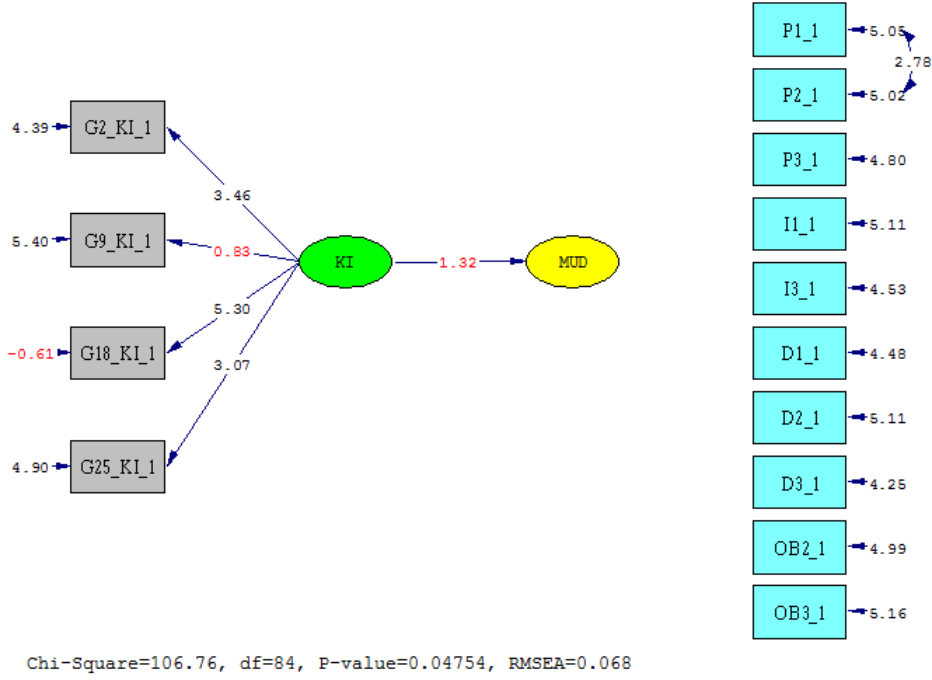 P1_1
5.05
2.78
P2_1
5.02
4.39
G2_KI_1
P3_1
4.80
3.46
5.40
G9_KI_1
0.83
I1_1
5.11
KI
1.32
MUD
I3_1
4.53
5.30
-0.61
G18_KI_1
3.07
D1_1
4.48
D2_1
5.11
4.90
G25_KI_1
D3_1
4.25
OB2_1
4.99
OB3_1
5.16
Chi-Square=106.76, df=84, P-value=0.04754, RMSEA=0.068